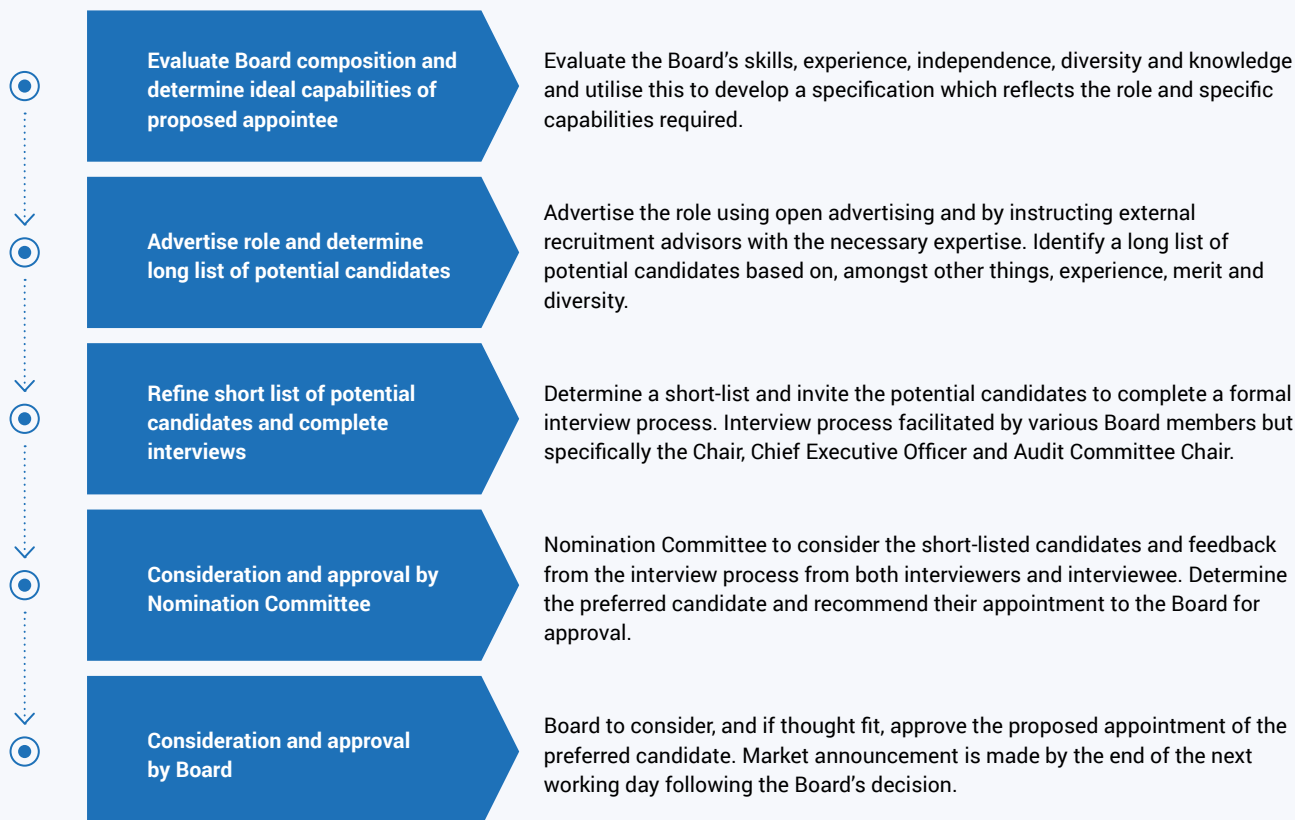 Evaluate Board composition and
determine ideal capabilities of
proposed appointee
Evaluate the Board’s skills, experience, independence, diversity and knowledge
and utilise this to develop a specification which reflects the role and specific
capabilities required.
Advertise role and determine
long list of potential candidates
Advertise the role using open advertising and by instructing external
recruitment advisors with the necessary expertise. Identify a long list of
potential candidates based on, amongst other things, experience, merit and
diversity.
Refine short list of potential
candidates and complete
interviews
Determine a short-list and invite the potential candidates to complete a formal
interview process. Interview process facilitated by various Board members but
specifically the Chair, Chief Executive Officer and Audit Committee Chair.
Consideration and approval by
Nomination Committee
Nomination Committee to consider the short-listed candidates and feedback
from the interview process from both interviewers and interviewee. Determine
the preferred candidate and recommend their appointment to the Board for
approval.
Consideration and approval
by Board
Board to consider, and if thought fit, approve the proposed appointment of the
preferred candidate. Market announcement is made by the end of the next
working day following the Board’s decision.